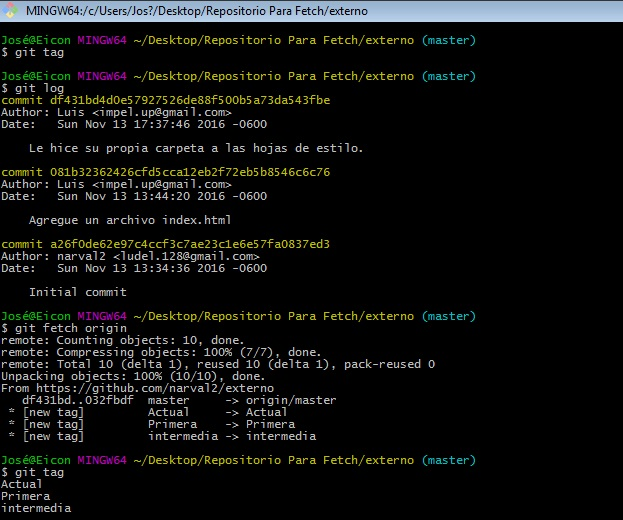 MINGW64:/c/Users/Jos?/Desktop/Repositorio Para Fetch/externo
José@Eicon MINGW64 ~/Desktop/Repositorio Para Fetch/externo (master)
$ git tag
José@Eicon MINGW64 ~/Desktop/Repositorio Para Fetch/externo (master)
$ git log
commit df431bd4d0e57927526de88f500b5a73da543fbe
Author: Luis <impel.up@gmail.com>
Date:   Sun Nov 13 17:37:46 2016 -0600
Le hice su propia carpeta a las hojas de estilo.
commit 081b32362426cfd5cca12eb2f72eb5b8546c6c76
Author: Luis <impel.up@gmail.com>
Date:   Sun Nov 13 13:44:20 2016 -0600
Agregue un archivo index.html
commit a26f0de62e97c4ccf3c7ae23c1e6e57fa0837ed3
Author: narval2 <ludel.128@gmail.com>
Date:   Sun Nov 13 13:34:36 2016 -0600
Initial commit
José@Eicon MINGW64 ~/Desktop/Repositorio Para Fetch/externo (master)
$ git fetch origin
remote: Counting objects: 10, done.
remote: Compressing objects: 100% (7/7), done.
remote: Total 10 (delta 1), reused 10 (delta 1), pack-reused 0
Unpacking objects: 100% (10/10), done.
From https://github.com/narval2/externo
df431bd..032fbdf  master     -> origin/master
* [new tag]         Actual     -> Actual
* [new tag]         Primera    -> Primera
* [new tag]         intermedia -> intermedia
José@Eicon MINGW64 ~/Desktop/Repositorio Para Fetch/externo (master)
$ git tag
Actual
Primera
intermedia